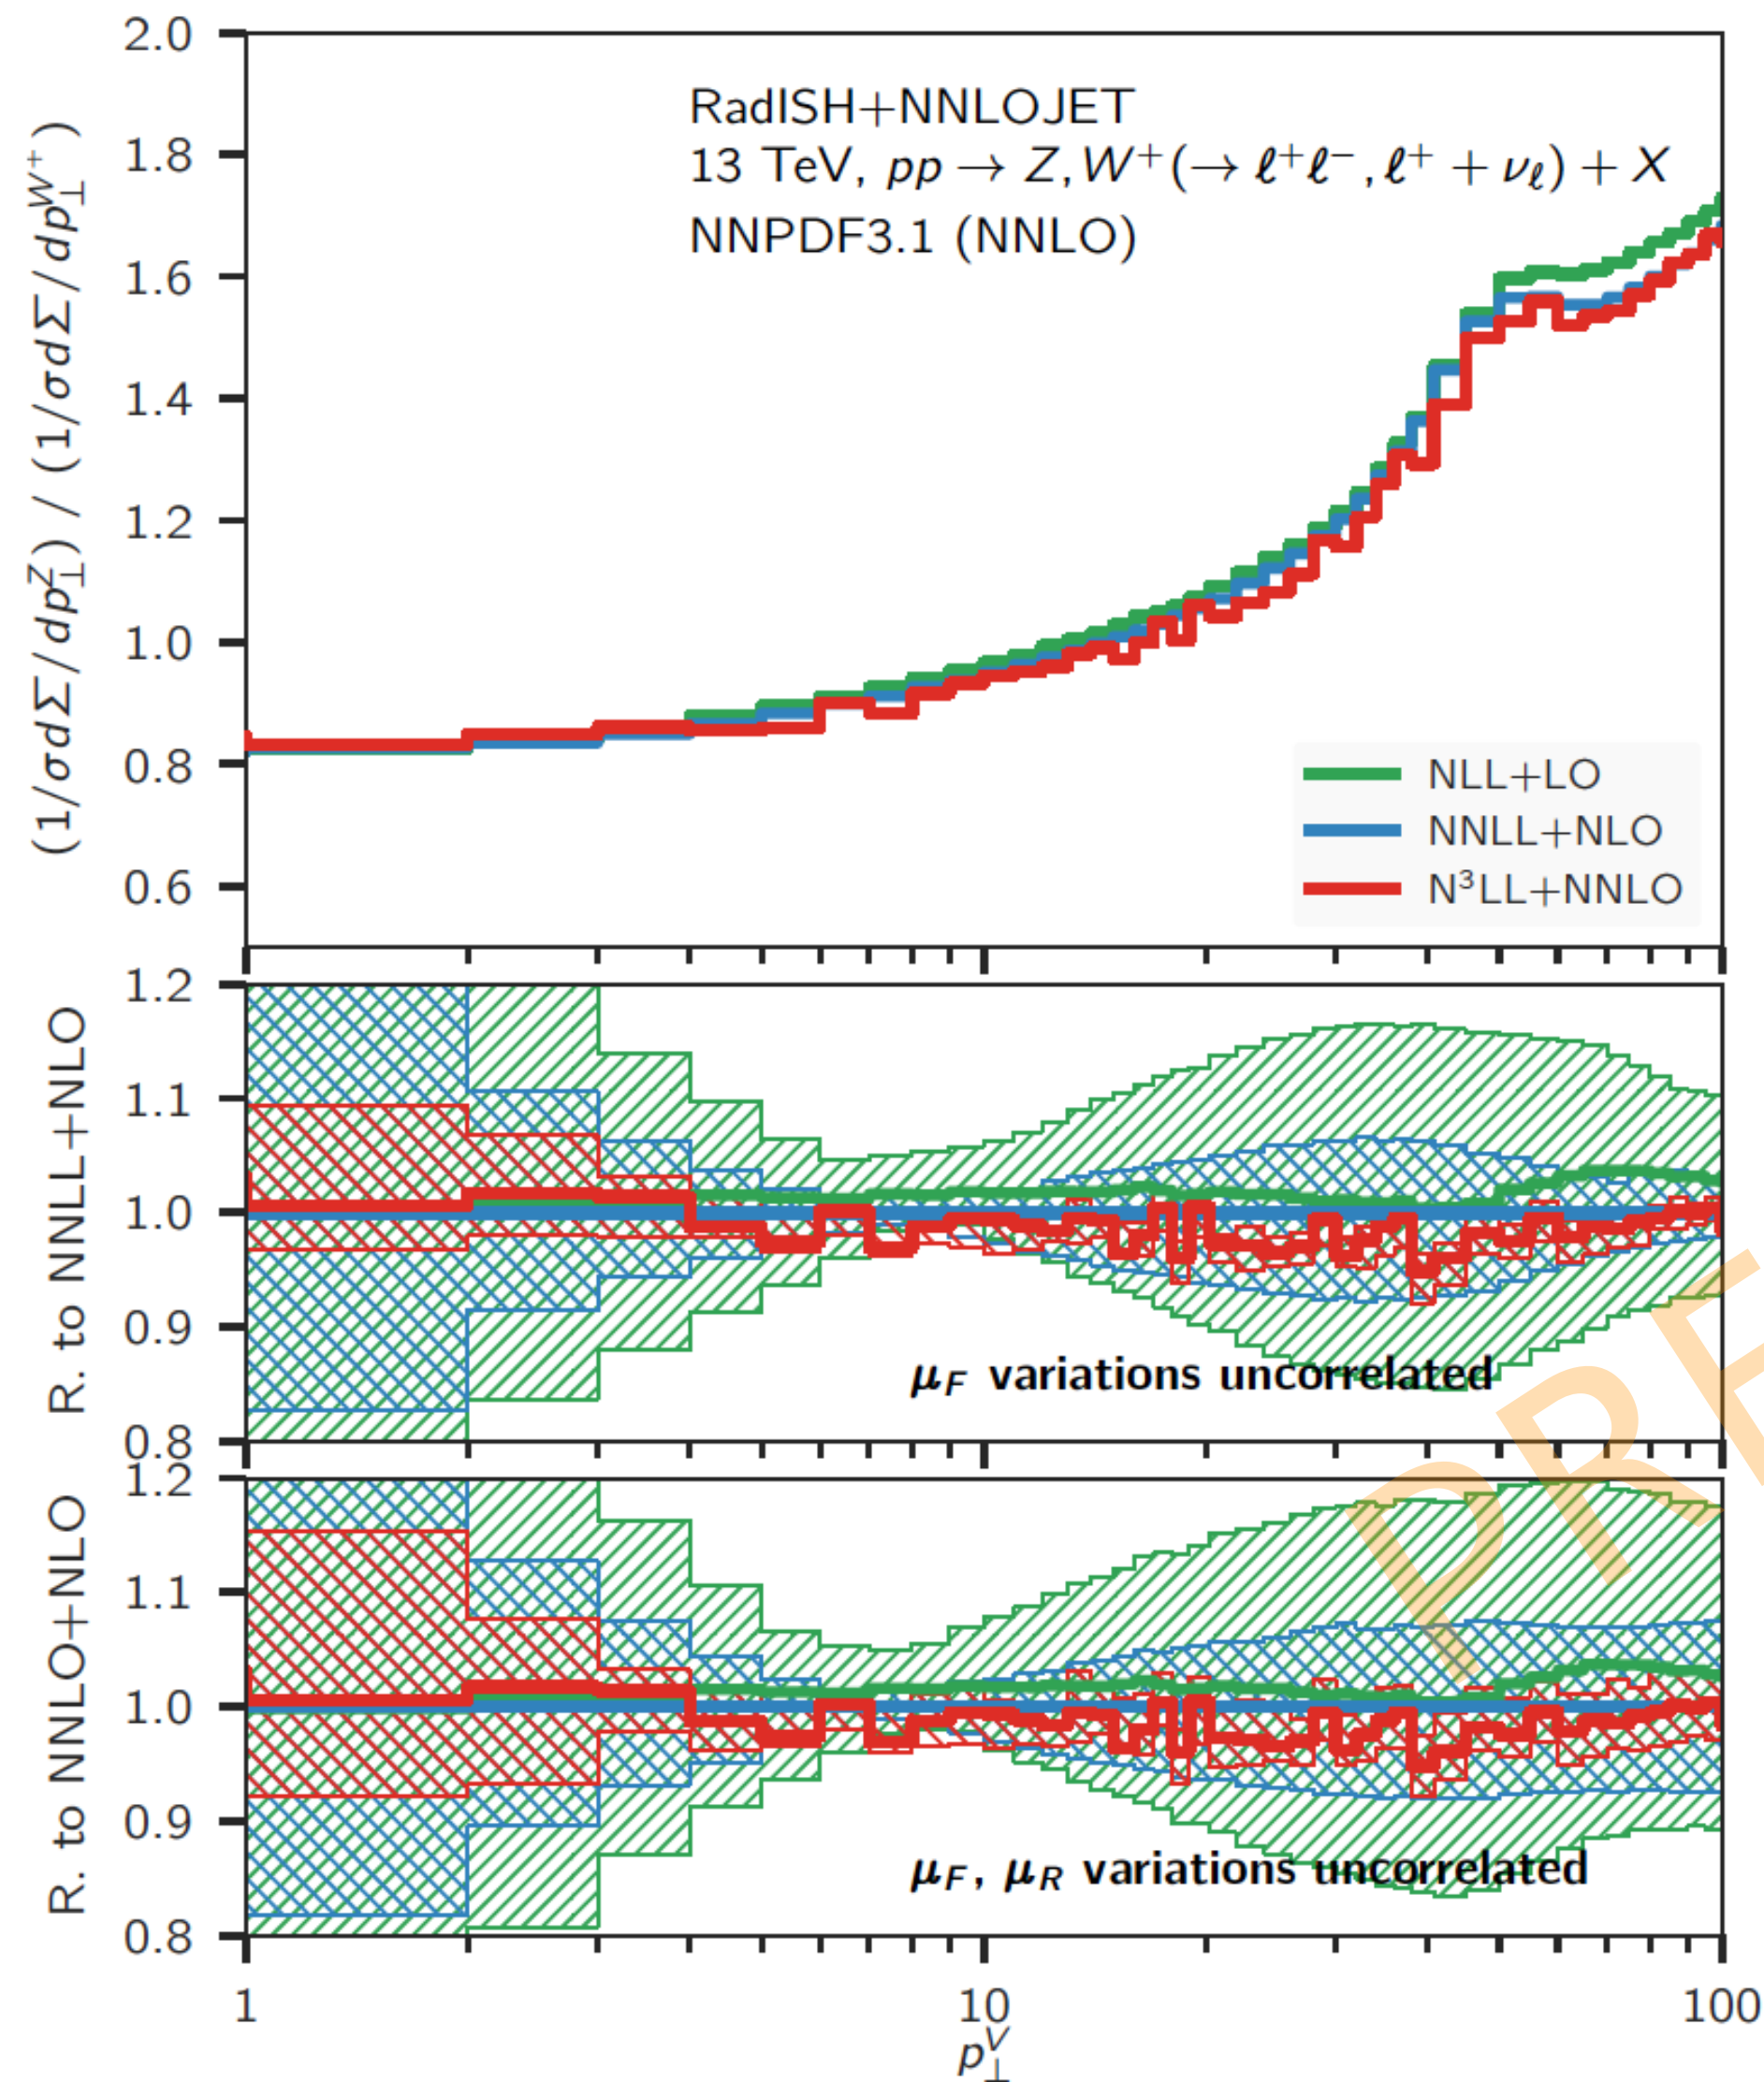 RadISH+NNLOJET
13 TeV, pp → Z, W⁺(→ ℓ⁺ℓ⁻, ℓ⁺ + νℓ) + X
NNPDF3.1 (NNLO)
(1/σdΣ/dp⊥^Z) / (1/σdΣ/dp⊥^W⁺)
2.0
1.8
1.6
1.4
1.2
1.0
0.8
0.6
NLL+LO
NNLL+NLO
N³LL+NNLO
R. to NNLL+NLO
1.2
1.1
1.0
0.9
0.8
μF variations uncorrelated
R. to NNLO+NLO
1.2
1.1
1.0
0.9
0.8
μF, μR variations uncorrelated
1 10 100
p⊥^V